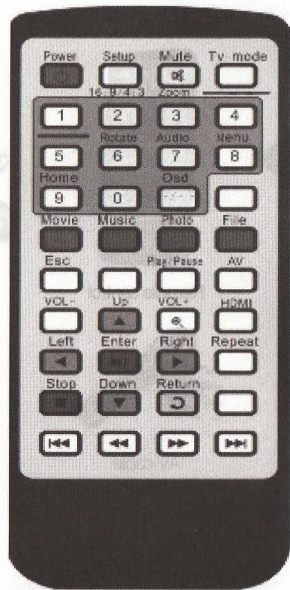 Power Setup Mute Tv mode
16:9/4:3 Zoom
1 2 3 4
Rotate Audio Menu
5 6 7 8
Home Osd
9 0 -/--
Movie Music Photo File
Esc Play/Pause AV
VOL- Up VOL+ HDMI
Left Enter Right Repeat
Stop Down Return